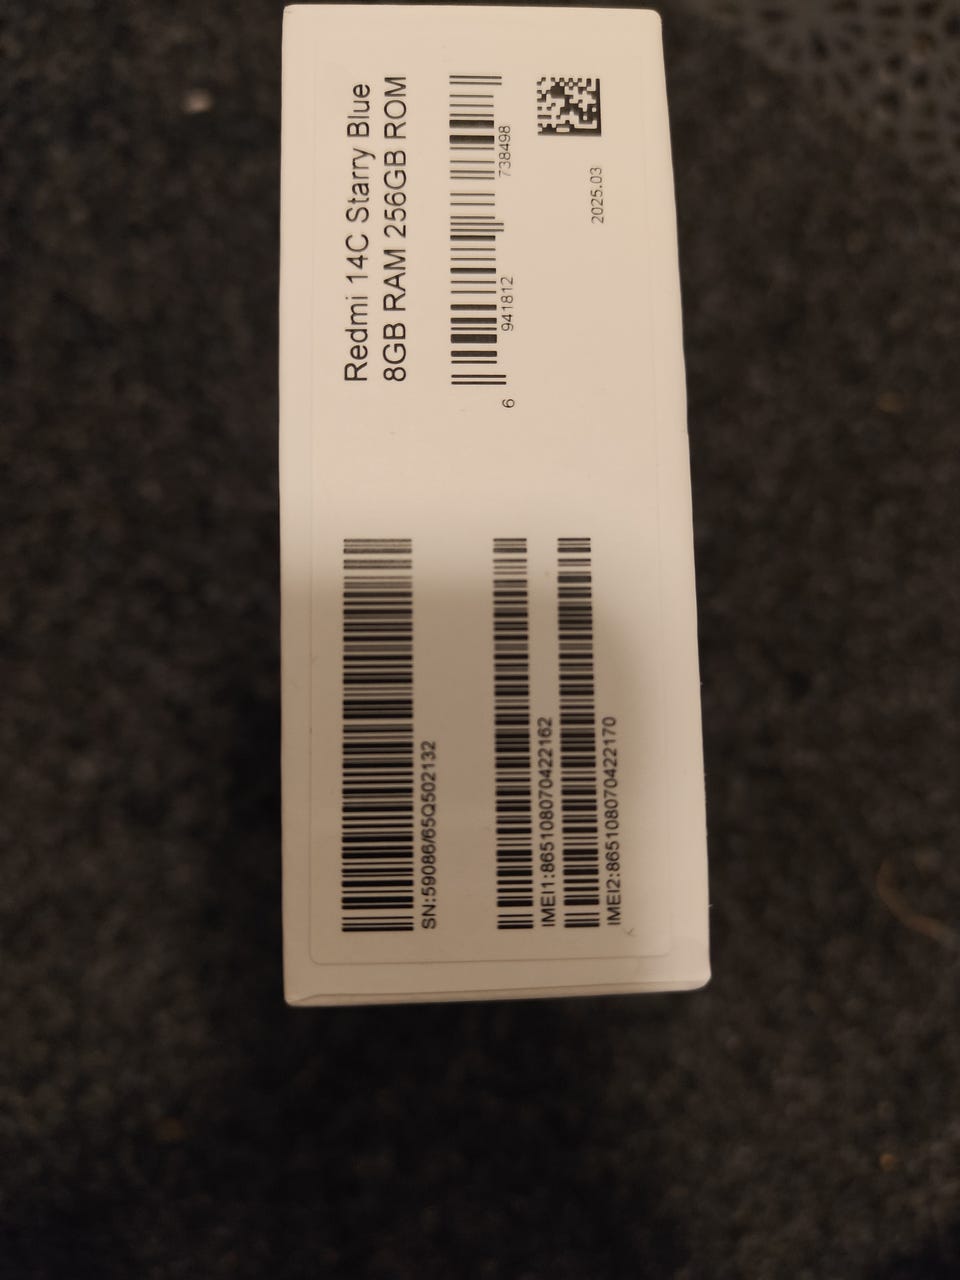 Redmi 14C Starry Blue
8GB RAM 256GB ROM
6 941812 738498
2025.03
SN:59086/65Q502132
IMEI1:865108070422162
IMEI2:865108070422170